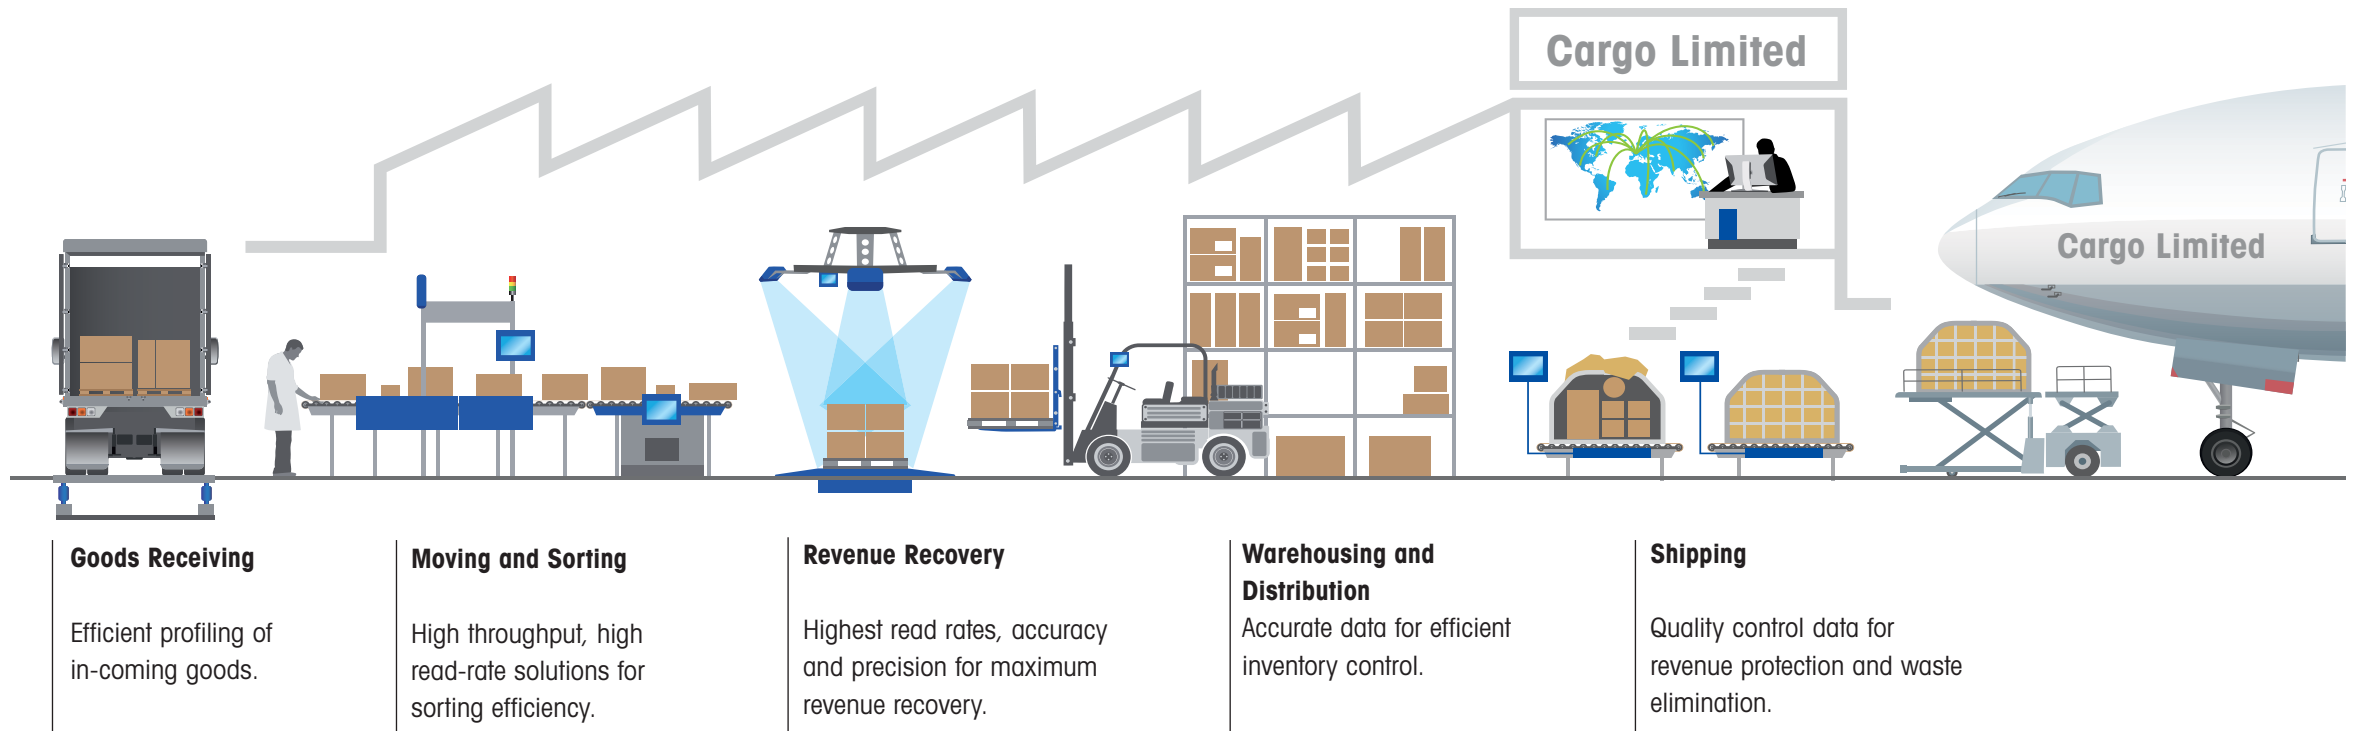 Cargo Limited
Cargo Limited
Goods Receiving
Efficient profiling of
in-coming goods.
Moving and Sorting
High throughput, high
read-rate solutions for
sorting efficiency.
Revenue Recovery
Highest read rates, accuracy
and precision for maximum
revenue recovery.
Warehousing and
Distribution
Accurate data for efficient
inventory control.
Shipping
Quality control data for
revenue protection and waste
elimination.